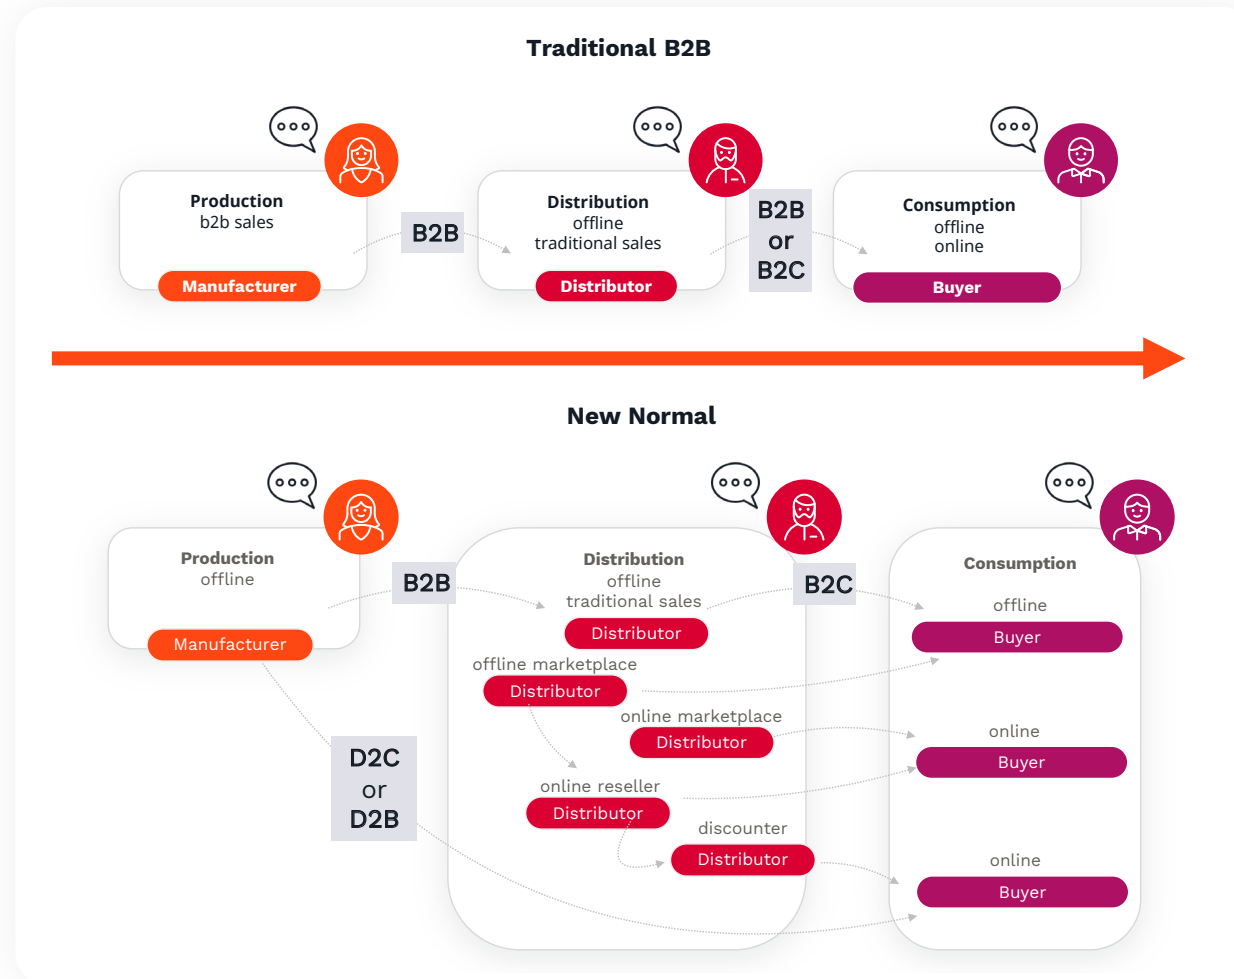 Traditional B2B
Production
b2b sales
Manufacturer
B2B
Distribution
offline
traditional sales
Distributor
B2B
or
B2C
Consumption
offline
online
Buyer
New Normal
Production
offline
Manufacturer
B2B
D2C
or
D2B
Distribution
offline
traditional sales
Distributor
offline marketplace
Distributor
online marketplace
Distributor
online reseller
Distributor
discounter
Distributor
B2C
Consumption
offline
Buyer
online
Buyer
online
Buyer